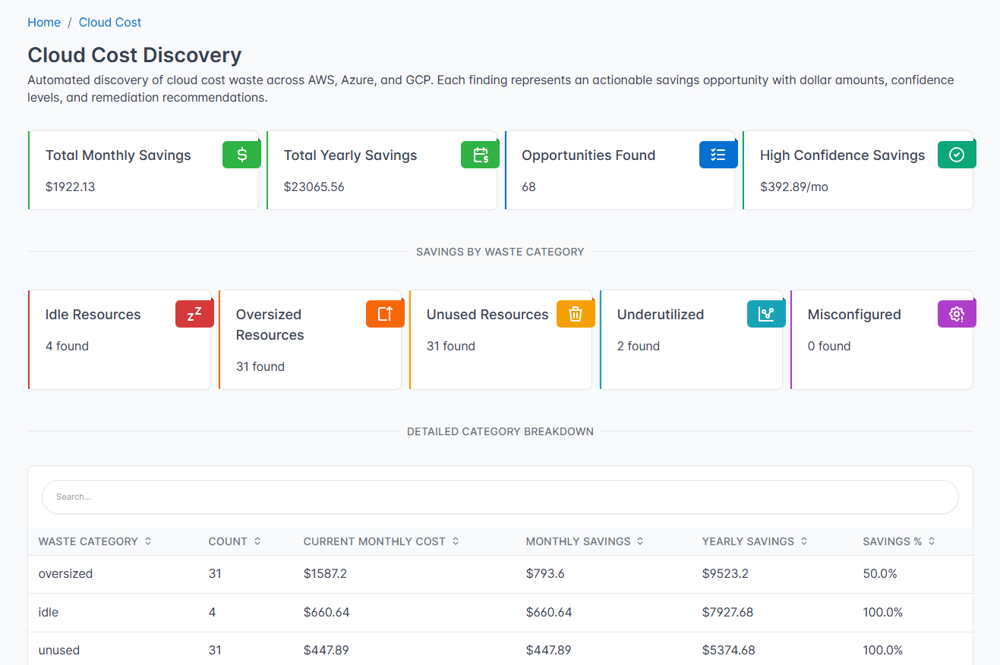 Home / Cloud Cost
Cloud Cost Discovery
Automated discovery of cloud cost waste across AWS, Azure, and GCP. Each finding represents an actionable savings opportunity with dollar amounts, confidence
levels, and remediation recommendations.
Total Monthly Savings
$1922.13
Total Yearly Savings
$23065.56
Opportunities Found
68
High Confidence Savings
$392.89/mo
SAVINGS BY WASTE CATEGORY
Idle Resources
4 found
Oversized
Resources
31 found
Unused Resources
31 found
Underutilized
2 found
Misconfigured
0 found
DETAILED CATEGORY BREAKDOWN
Search...
WASTE CATEGORY COUNT CURRENT MONTHLY COST MONTHLY SAVINGS YEARLY SAVINGS SAVINGS %
oversized 31 $1587.2 $793.6 $9523.2 50.0%
idle 4 $660.64 $660.64 $7927.68 100.0%
unused 31 $447.89 $447.89 $5374.68 100.0%